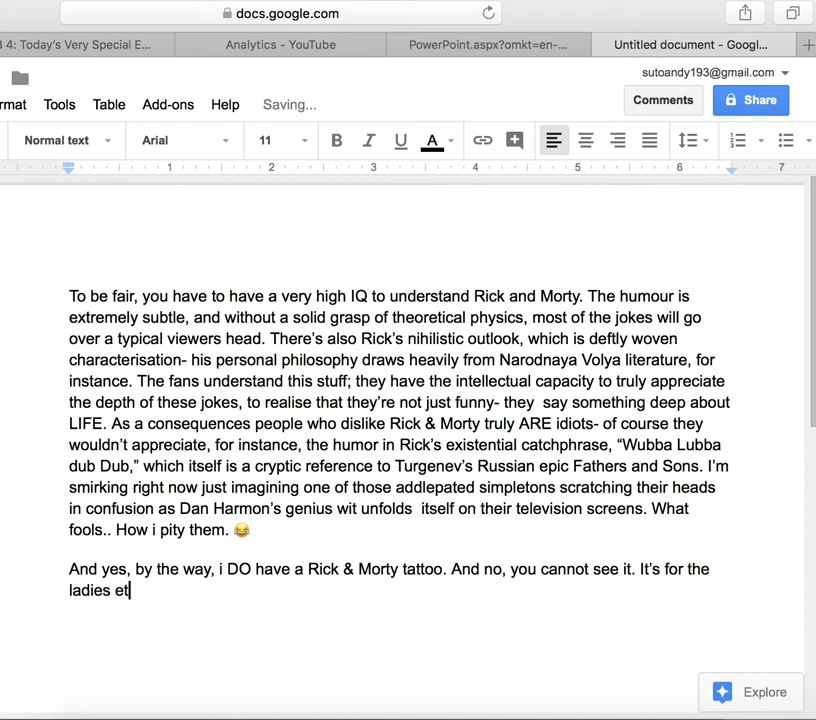 docs.google.com
3 4: Today's Very Special E...
Analytics - YouTube
PowerPoint.aspx?omkt=en-...
Untitled document - Googl...
sutoandy193@gmail.com
rmat Tools Table Add-ons Help Saving...
Comments
Share
Normal text Arial 11 B I U A
1 2 3 4 5 6 7
To be fair, you have to have a very high IQ to understand Rick and Morty. The humour is
extremely subtle, and without a solid grasp of theoretical physics, most of the jokes will go
over a typical viewers head. There's also Rick's nihilistic outlook, which is deftly woven
characterisation- his personal philosophy draws heavily from Narodnaya Volya literature, for
instance. The fans understand this stuff; they have the intellectual capacity to truly appreciate
the depth of these jokes, to realise that they're not just funny- they  say something deep about
LIFE. As a consequences people who dislike Rick & Morty truly ARE idiots- of course they
wouldn't appreciate, for instance, the humor in Rick's existential catchphrase, “Wubba Lubba
dub Dub,” which itself is a cryptic reference to Turgenev's Russian epic Fathers and Sons. I'm
smirking right now just imagining one of those addlepated simpletons scratching their heads
in confusion as Dan Harmon's genius wit unfolds  itself on their television screens. What
fools.. How i pity them. 😂
And yes, by the way, i DO have a Rick & Morty tattoo. And no, you cannot see it. It's for the
ladies et
Explore